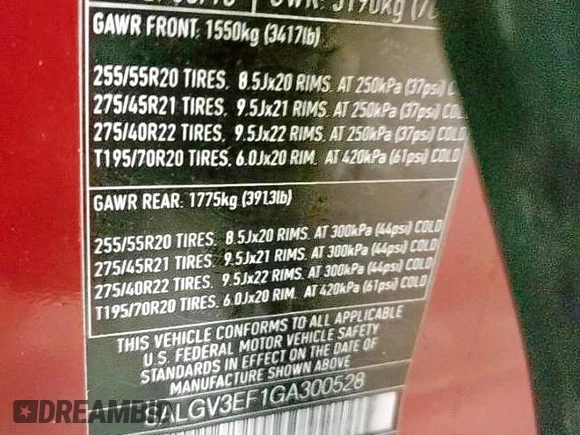 GAWR FRONT: 1550kg (3417lb)
255/55R20 TIRES, 8.5Jx20 RIMS, AT 250kPa (37psi) COLD
275/45R21 TIRES, 9.5Jx21 RIMS, AT 250kPa (37psi) COLD
275/40R22 TIRES, 9.5Jx22 RIMS, AT 250kPa (37psi) COLD
T195/70R20 TIRES, 6.0Jx20 RIM, AT 420kPa (61psi) COLD
GAWR REAR: 1775kg (3913lb)
255/55R20 TIRES, 8.5Jx20 RIMS, AT 300kPa (44psi) COLD
275/45R21 TIRES, 9.5Jx21 RIMS, AT 300kPa (44psi) COLD
275/40R22 TIRES, 9.5Jx22 RIMS, AT 300kPa (44psi) COLD
T195/70R20 TIRES, 6.0Jx20 RIM, AT 420kPa (61psi) COLD
THIS VEHICLE CONFORMS TO ALL APPLICABLE
U.S. FEDERAL MOTOR VEHICLE SAFETY
STANDARDS IN EFFECT ON THE DATE OF
MANUFACTURE SHOWN ABOVE
LGV3EF1GA300528
DREAMBID